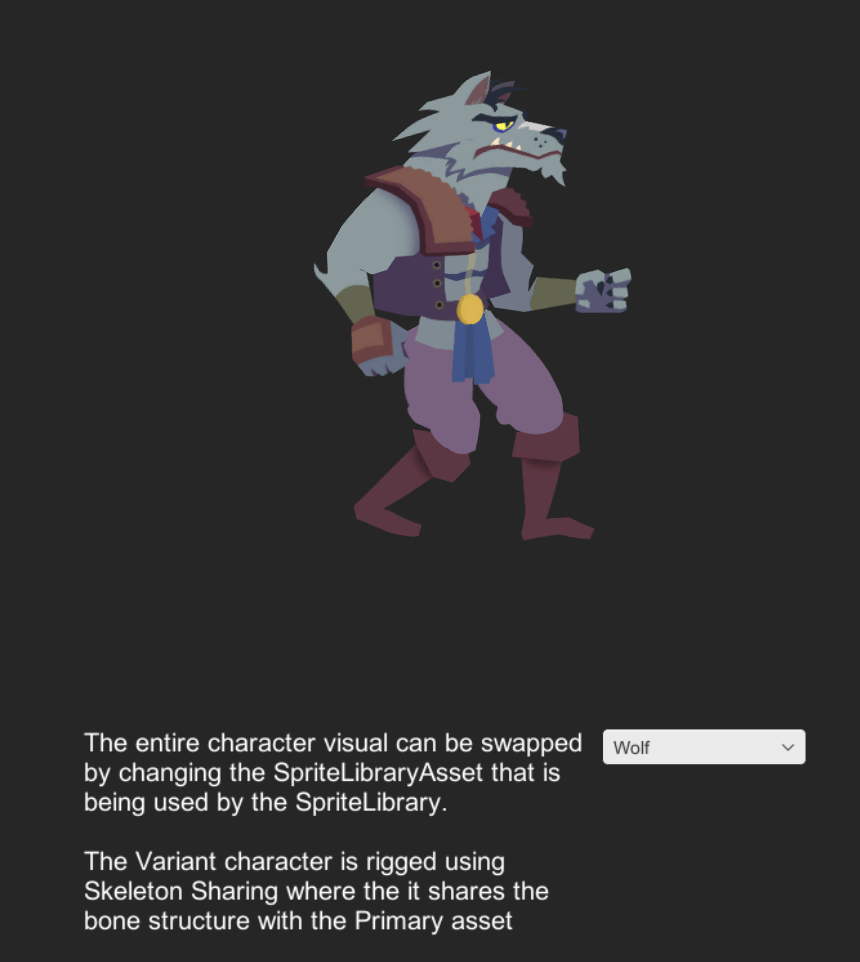 The entire character visual can be swapped
by changing the SpriteLibraryAsset that is
being used by the SpriteLibrary.
Wolf
The Variant character is rigged using
Skeleton Sharing where the it shares the
bone structure with the Primary asset